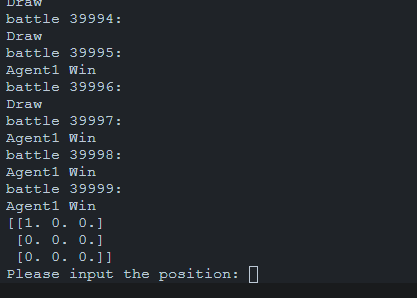 Draw
battle 39994:
Draw
battle 39995:
Agent1 Win
battle 39996:
Draw
battle 39997:
Agent1 Win
battle 39998:
Agent1 Win
battle 39999:
Agent1 Win
[[1. 0. 0.]
 [0. 0. 0.]
 [0. 0. 0.]]
Please input the position: